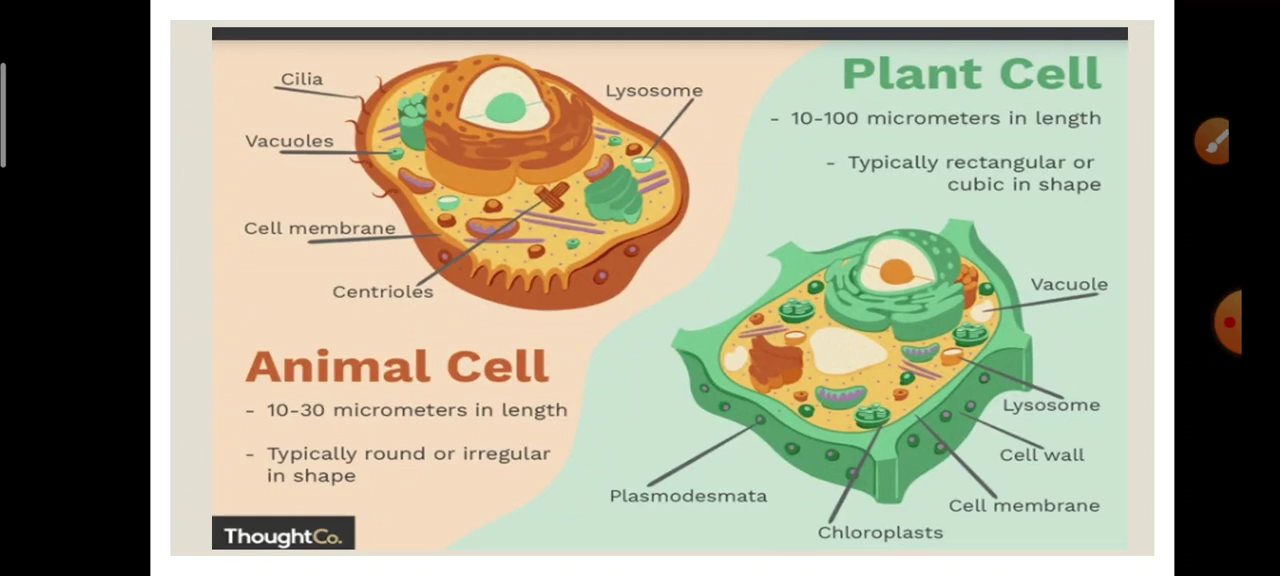 Cilia
Vacuoles
Cell membrane
Centrioles
Lysosome
Animal Cell
- 10-30 micrometers in length
- Typically round or irregular
in shape
ThoughtCo.
Plant Cell
- 10-100 micrometers in length
- Typically rectangular or
cubic in shape
Vacuole
Lysosome
Cell wall
Cell membrane
Chloroplasts
Plasmodesmata